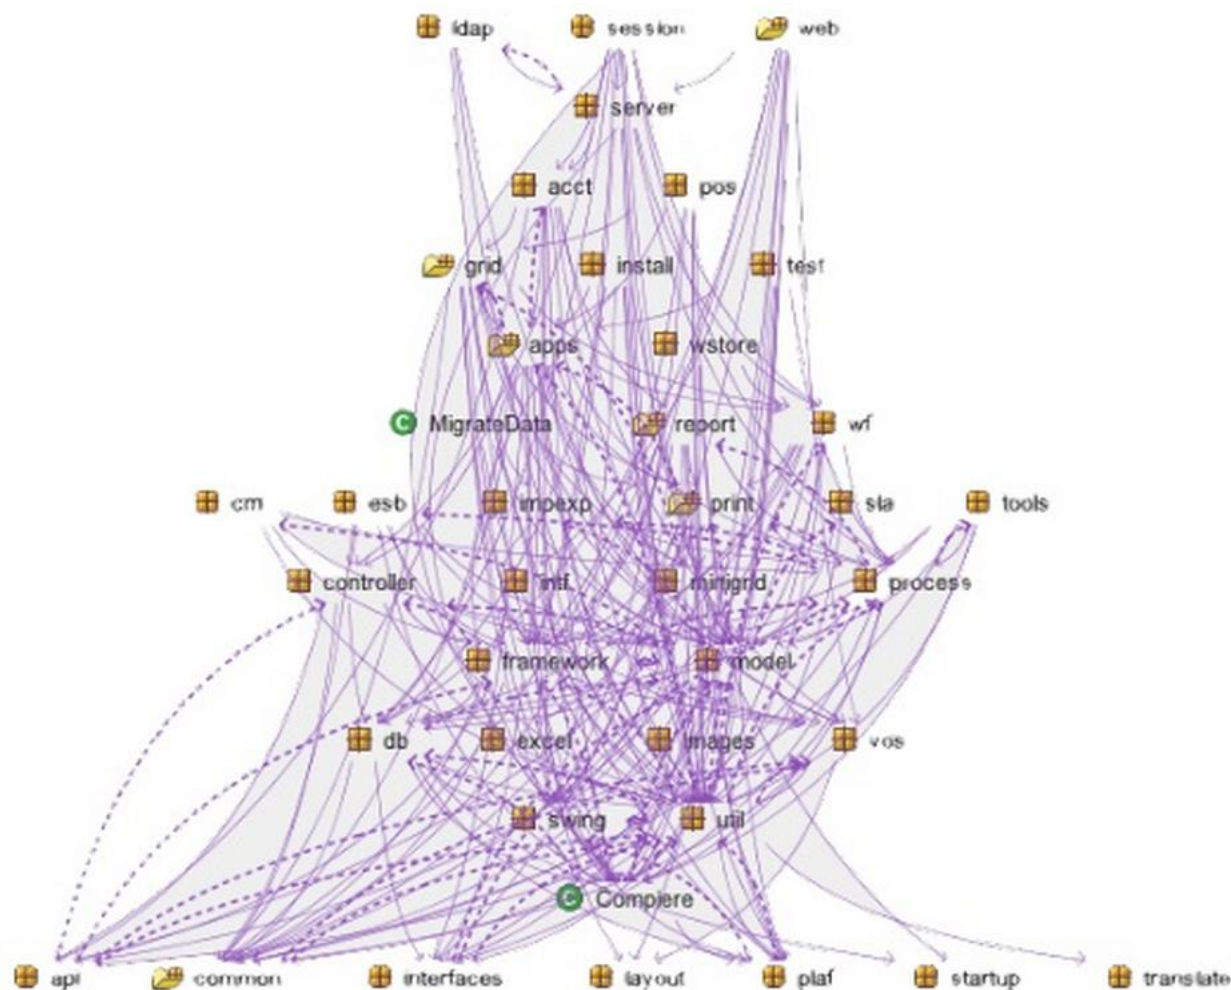 ldap session web
server
acct pos
grid install test
apps wstore
C MigrateData report wf
cm esb impexp print sla tools
controller intf minigrid process
framework model
db excel images vos
swing util
C Compiere
apl common interfaces layout plaf startup translate